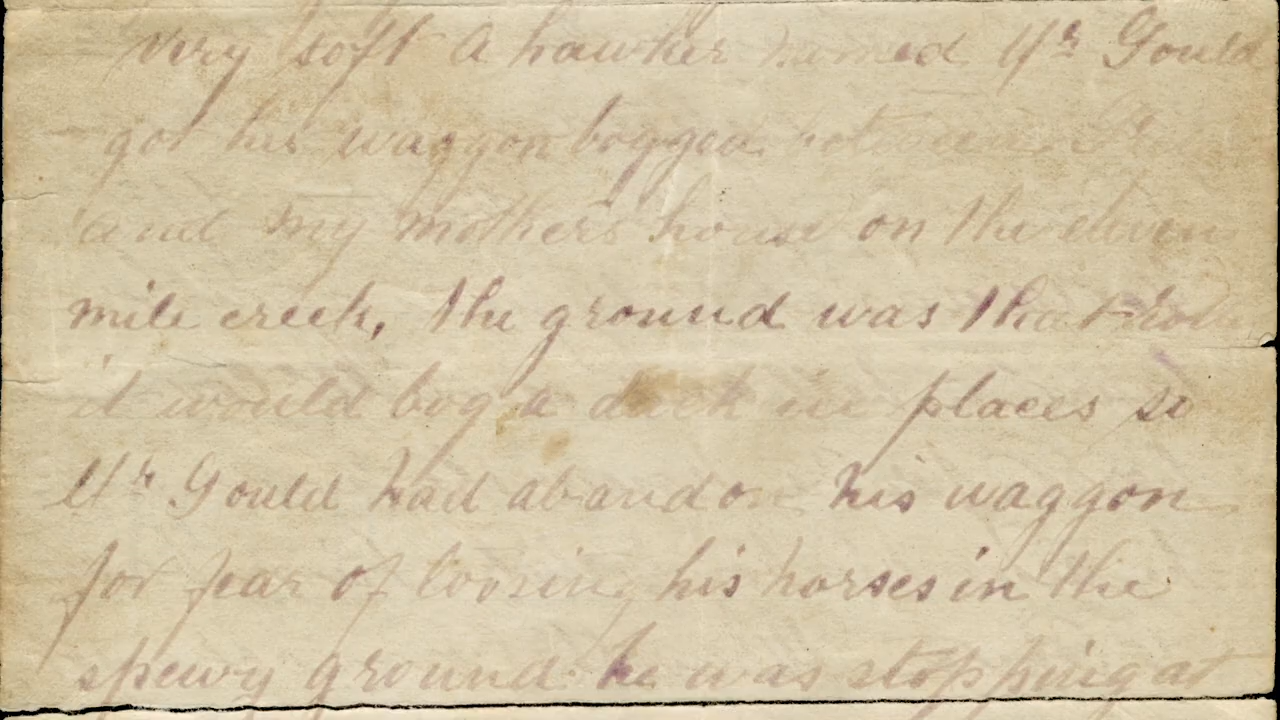 very soft a hawker named Mr Gould
got his waggon bogged between Greta
and my mothers house on the eleven
mile creek, the ground was that rotten
it would bog a duck in places so
Mr Gould had abandon his waggon
for fear of loosing his horses in the
spewy ground. he was stopping at